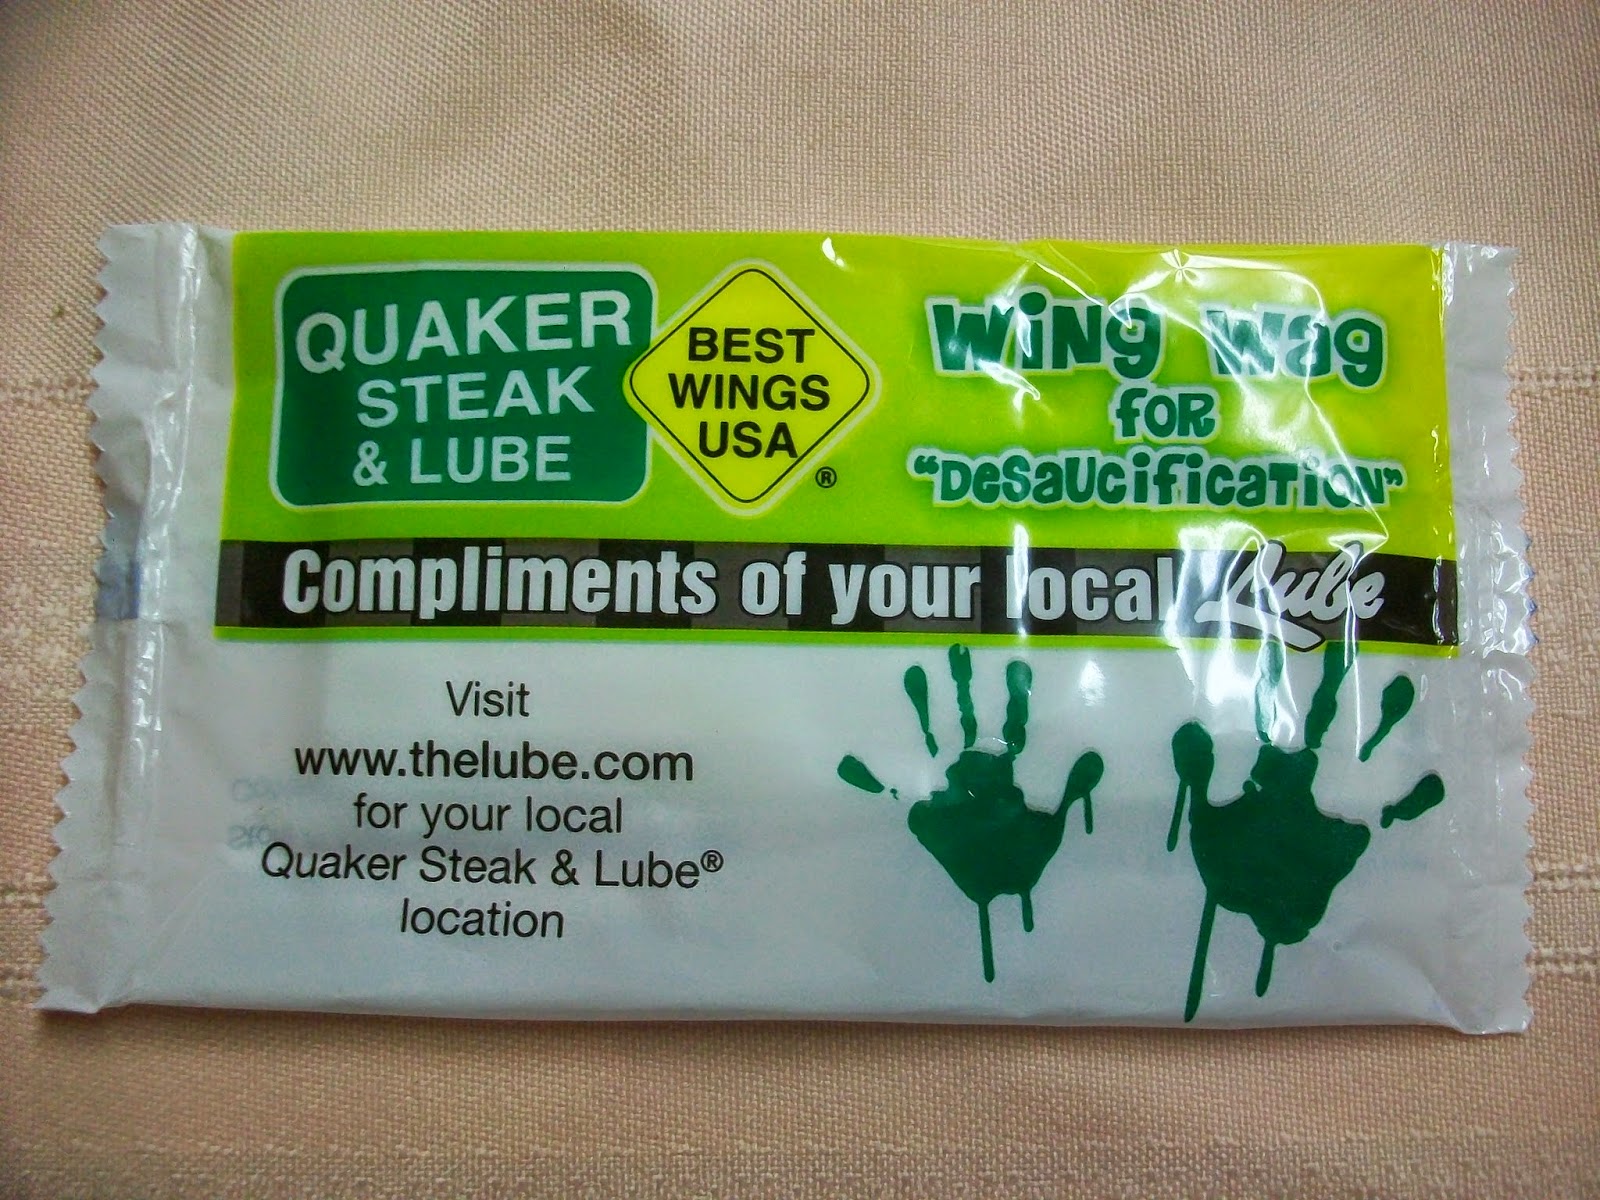 QUAKER
STEAK
& LUBE
BEST
WINGS
USA
®
Wing Wag
FOR
"DeSaucification"
Compliments of your local Lube
Visit
www.thelube.com
for your local
Quaker Steak & Lube®
location